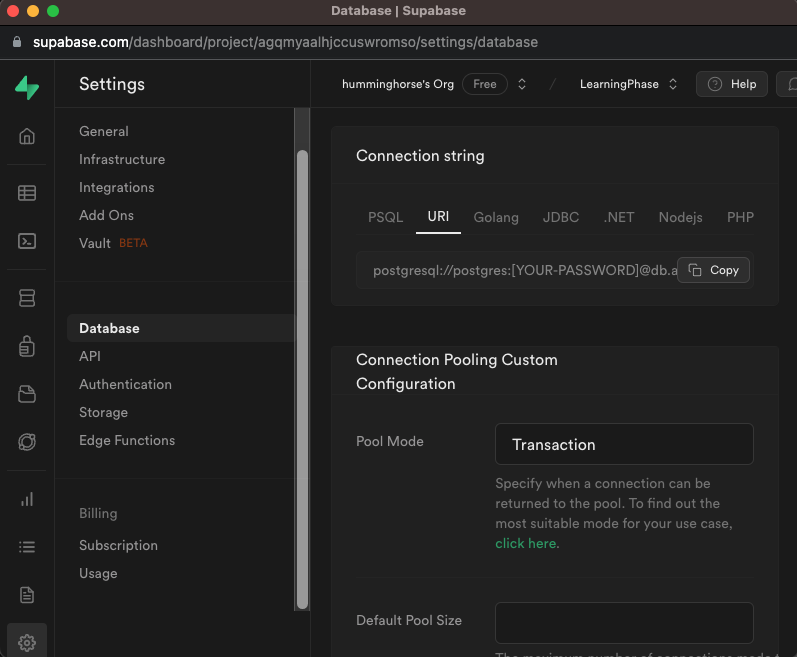 Database | Supabase
supabase.com/dashboard/project/agqmyaalhjccuswromso/settings/database
Settings
humminghorse's Org Free / LearningPhase Help
General
Infrastructure
Integrations
Add Ons
Vault BETA
Database
API
Authentication
Storage
Edge Functions
Billing
Subscription
Usage
Connection string
PSQL URI Golang JDBC .NET Nodejs PHP
postgresql://postgres:[YOUR-PASSWORD]@db.a Copy
Connection Pooling Custom
Configuration
Pool Mode
Transaction
Specify when a connection can be
returned to the pool. To find out the
most suitable mode for your use case,
click here.
Default Pool Size